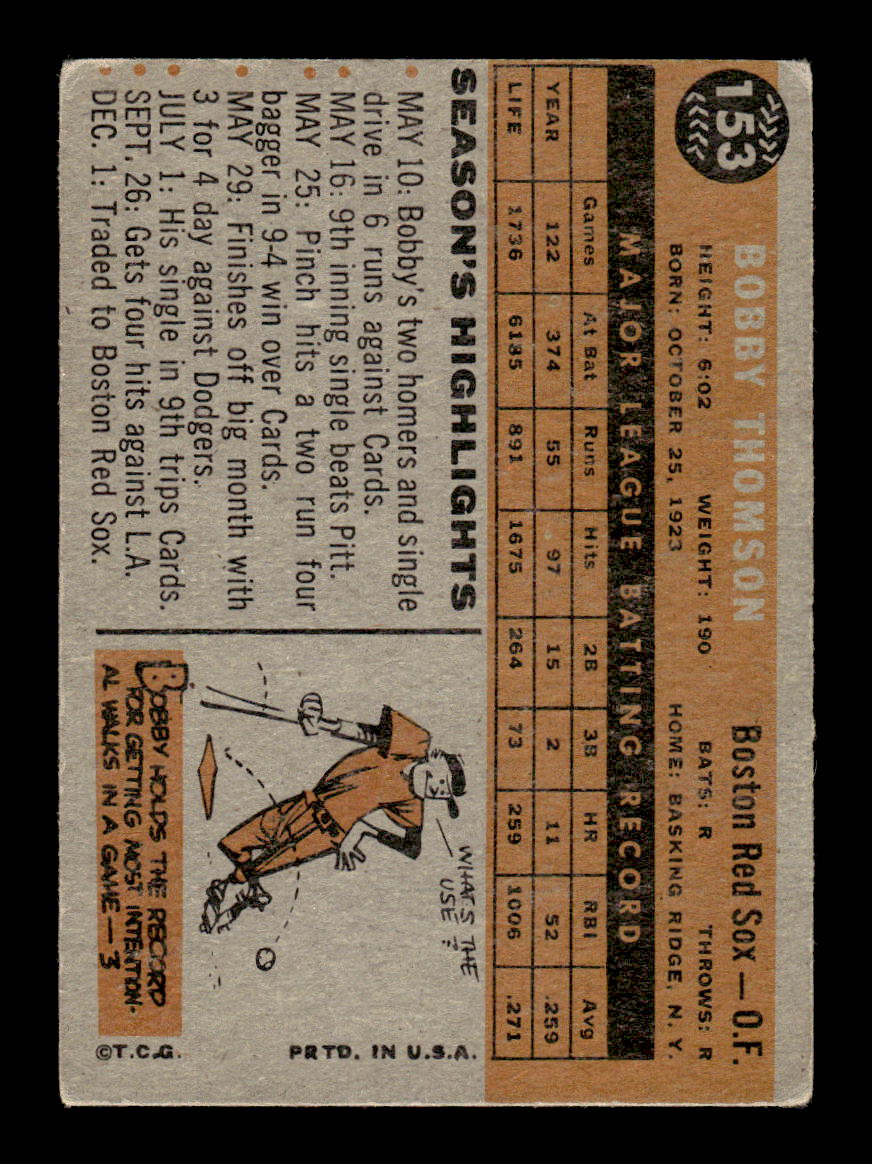 153
BOBBY THOMSON
Boston Red Sox — O.F.
HEIGHT: 6:02 WEIGHT: 190 BATS: R THROWS: R
BORN: OCTOBER 25, 1923 HOME: BASKING RIDGE, N. Y.
MAJOR LEAGUE BATTING RECORD
Games At Bat Runs Hits 2B 3B HR RBI Avg
YEAR 122 374 55 97 15 2 11 52 .259
LIFE 1736 6185 891 1675 264 73 259 1006 .271
SEASON'S HIGHLIGHTS
• MAY 10: Bobby's two homers and single
drive in 6 runs against Cards.
• MAY 16: 9th inning single beats Pitt.
• MAY 25: Pinch hits a two run four
bagger in 9-4 win over Cards.
• MAY 29: Finishes off big month with
3 for 4 day against Dodgers.
• JULY 1: His single in 9th trips Cards.
• SEPT. 26: Gets four hits against L.A.
• DEC. 1: Traded to Boston Red Sox.
WHAT'S THE
USE?
BOBBY HOLDS THE RECORD
FOR GETTING MOST INTENTION-
AL WALKS IN A GAME—3
©T.C.G. PRTD. IN U.S.A.